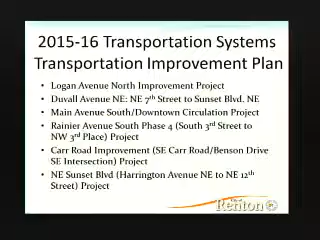 2015-16 Transportation Systems
Transportation Improvement Plan
• Logan Avenue North Improvement Project
• Duvall Avenue NE: NE 7th Street to Sunset Blvd. NE
• Main Avenue South/Downtown Circulation Project
• Rainier Avenue South Phase 4 (South 3rd Street to
NW 3rd Place) Project
• Carr Road Improvement (SE Carr Road/Benson Drive
SE Intersection) Project
• NE Sunset Blvd (Harrington Avenue NE to NE 12th
Street) Project
Renton